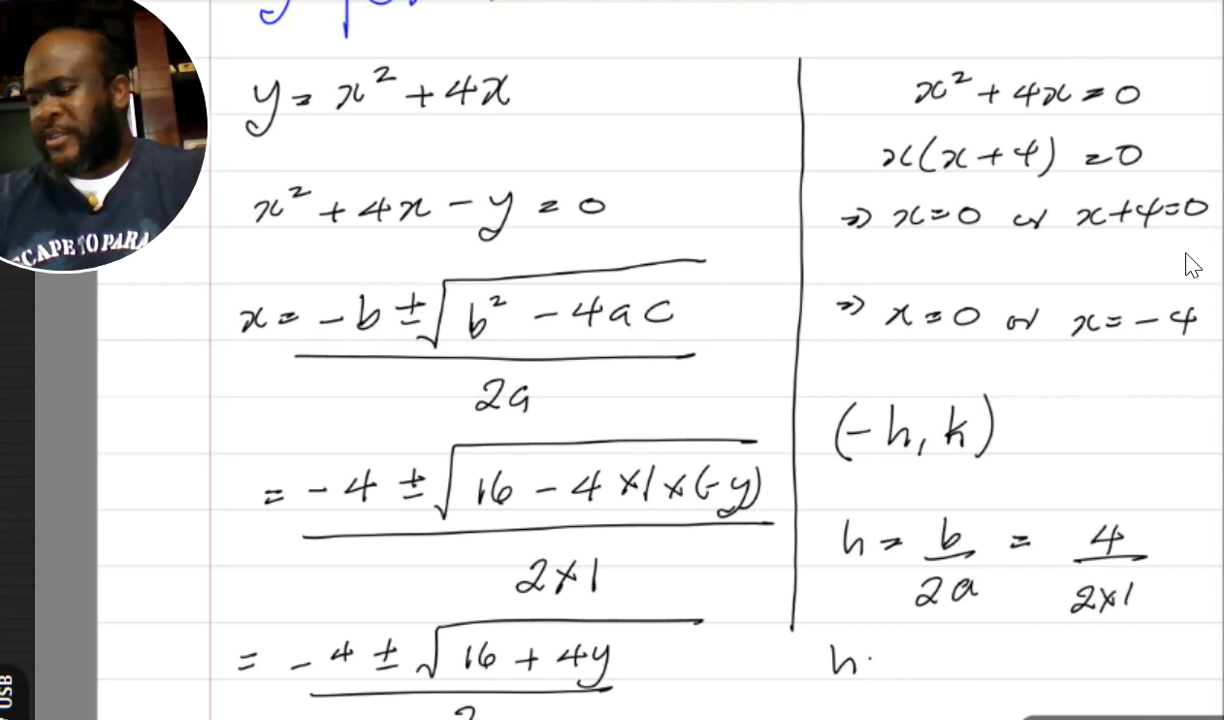 y = x² + 4x
x² + 4x - y = 0
x = -b ± √(b² - 4ac)
2a
= -4 ± √(16 - 4×1×(-y))
2×1
= -4 ± √(16 + 4y)
x² + 4x = 0
x(x + 4) = 0
⇒ x = 0 or x+4=0
⇒ x = 0 or x = -4
(-h, k)
h = b/2a = 4/2×1
h
CAPE TO PARA
USB